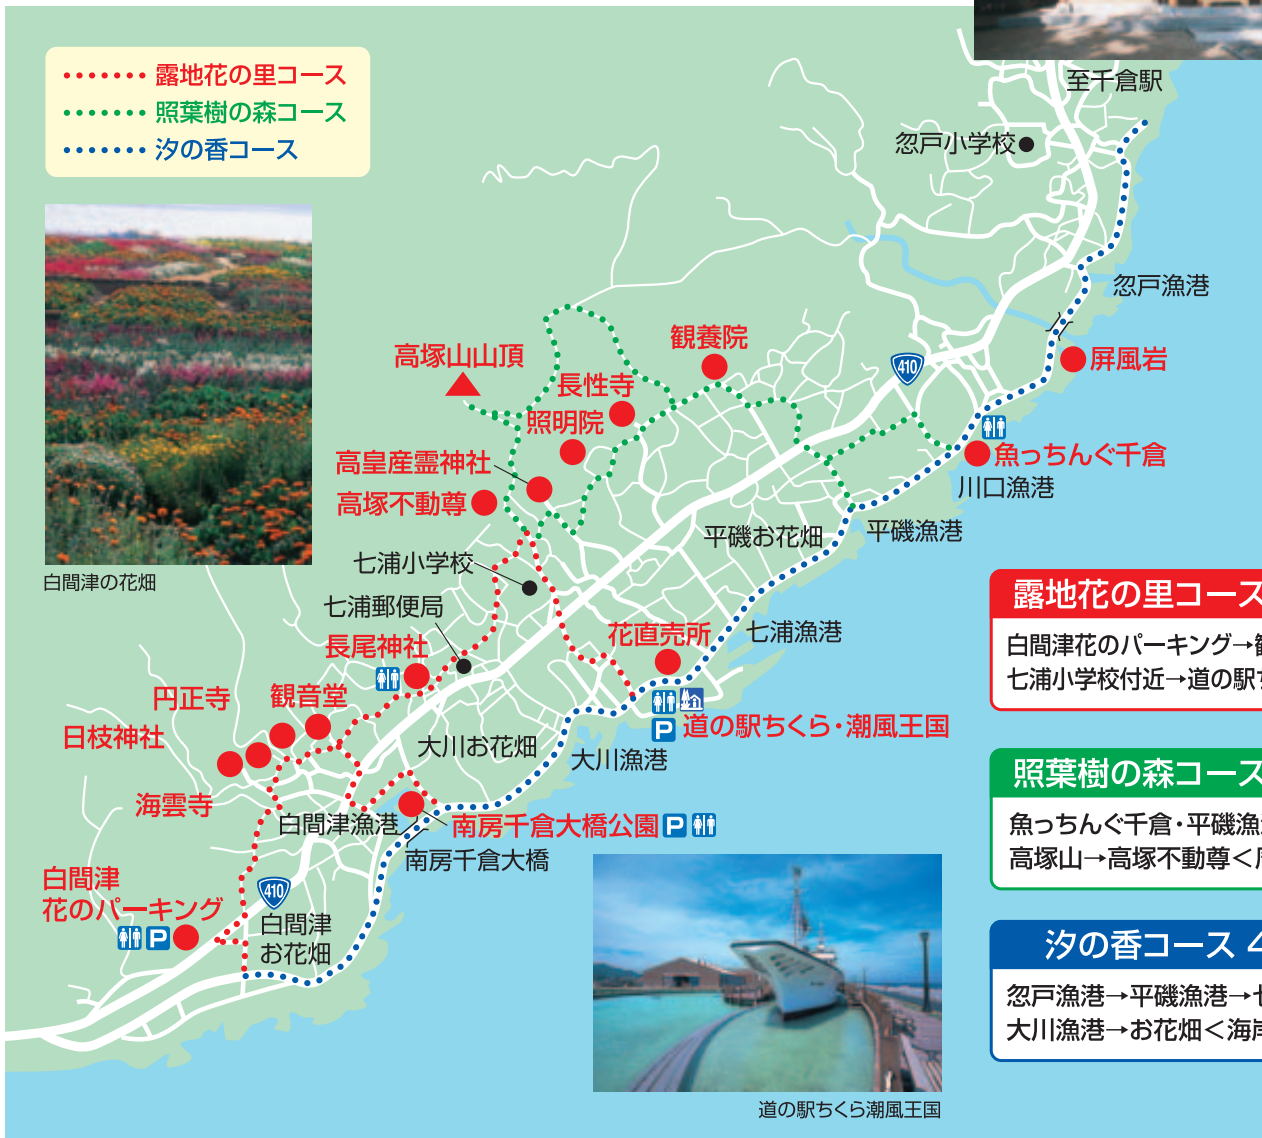 露地花の里コース
照葉樹の森コース
汐の香コース
至千倉駅
忽戸小学校
忽戸漁港
屏風岩
410
観養院
高塚山山頂
長性寺
照明院
高皇産霊神社
高塚不動尊
魚っちんぐ千倉
川口漁港
平磯お花畑
平磯漁港
七浦小学校
七浦郵便局
長尾神社
花直売所
七浦漁港
白間津の花畑
円正寺
観音堂
日枝神社
海雲寺
P
道の駅ちくら・潮風王国
大川お花畑
大川漁港
白間津漁港
南房千倉大橋公園 P
南房千倉大橋
白間津
花のパーキング
P
410
白間津
お花畑
道の駅ちくら潮風王国
露地花の里コース
白間津花のパーキング→
七浦小学校付近→道の駅
照葉樹の森コース
魚っちんぐ千倉・平磯漁
高塚山→高塚不動尊<
汐の香コース 4
忽戸漁港→平磯漁港→七
大川漁港→お花畑<海岸